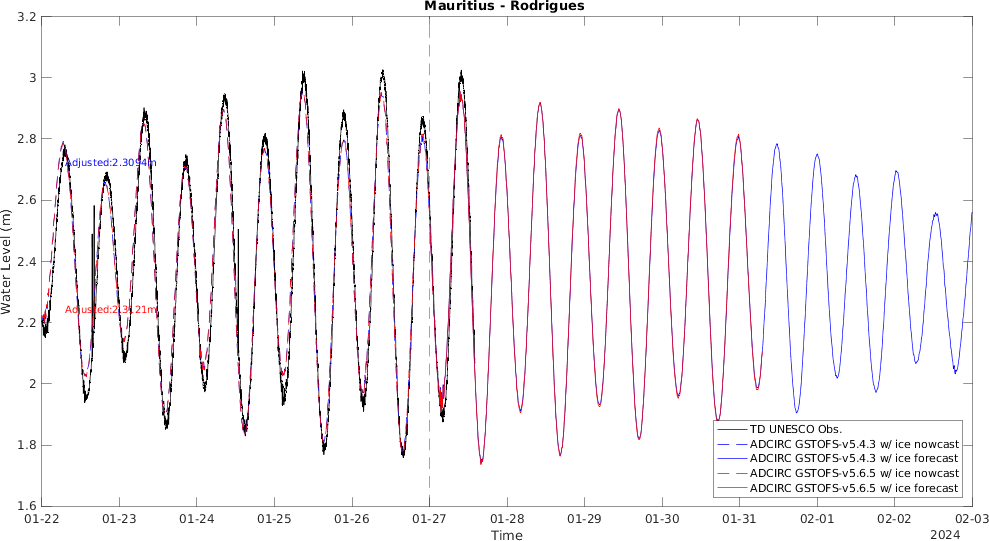 Mauritius - Rodrigues
3.2
3
2.8
2.6
2.4
2.2
2
1.8
1.6
Water Level (m)
Adjusted:2.3094m
Adjusted:2.3121m
TD UNESCO Obs.
ADCIRC GSTOFS-v5.4.3 w/ ice nowcast
ADCIRC GSTOFS-v5.4.3 w/ ice forecast
ADCIRC GSTOFS-v5.6.5 w/ ice nowcast
ADCIRC GSTOFS-v5.6.5 w/ ice forecast
01-22 01-23 01-24 01-25 01-26 01-27 01-28 01-29 01-30 01-31 02-01 02-02 02-03
Time
2024